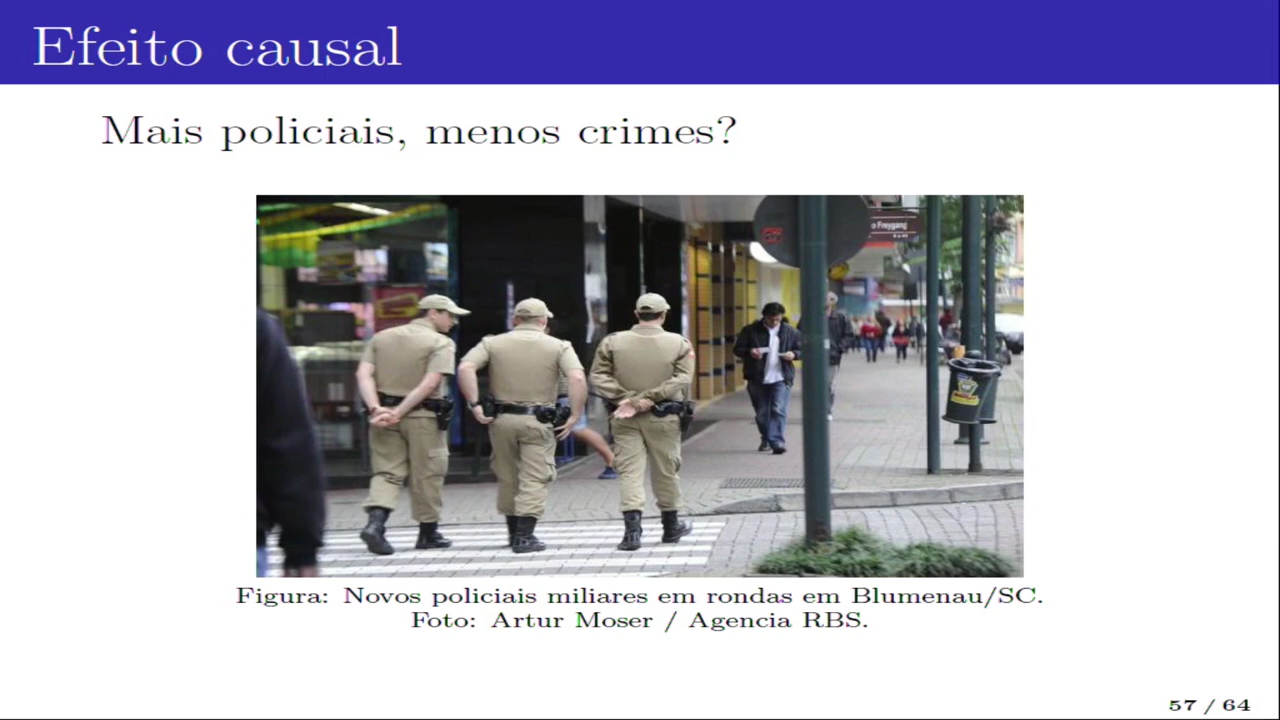 Efeito causal
Mais policiais, menos crimes?
o Freygang
Figura: Novos policiais miliares em rondas em Blumenau/SC.
Foto: Artur Moser / Agencia RBS.
57 / 64